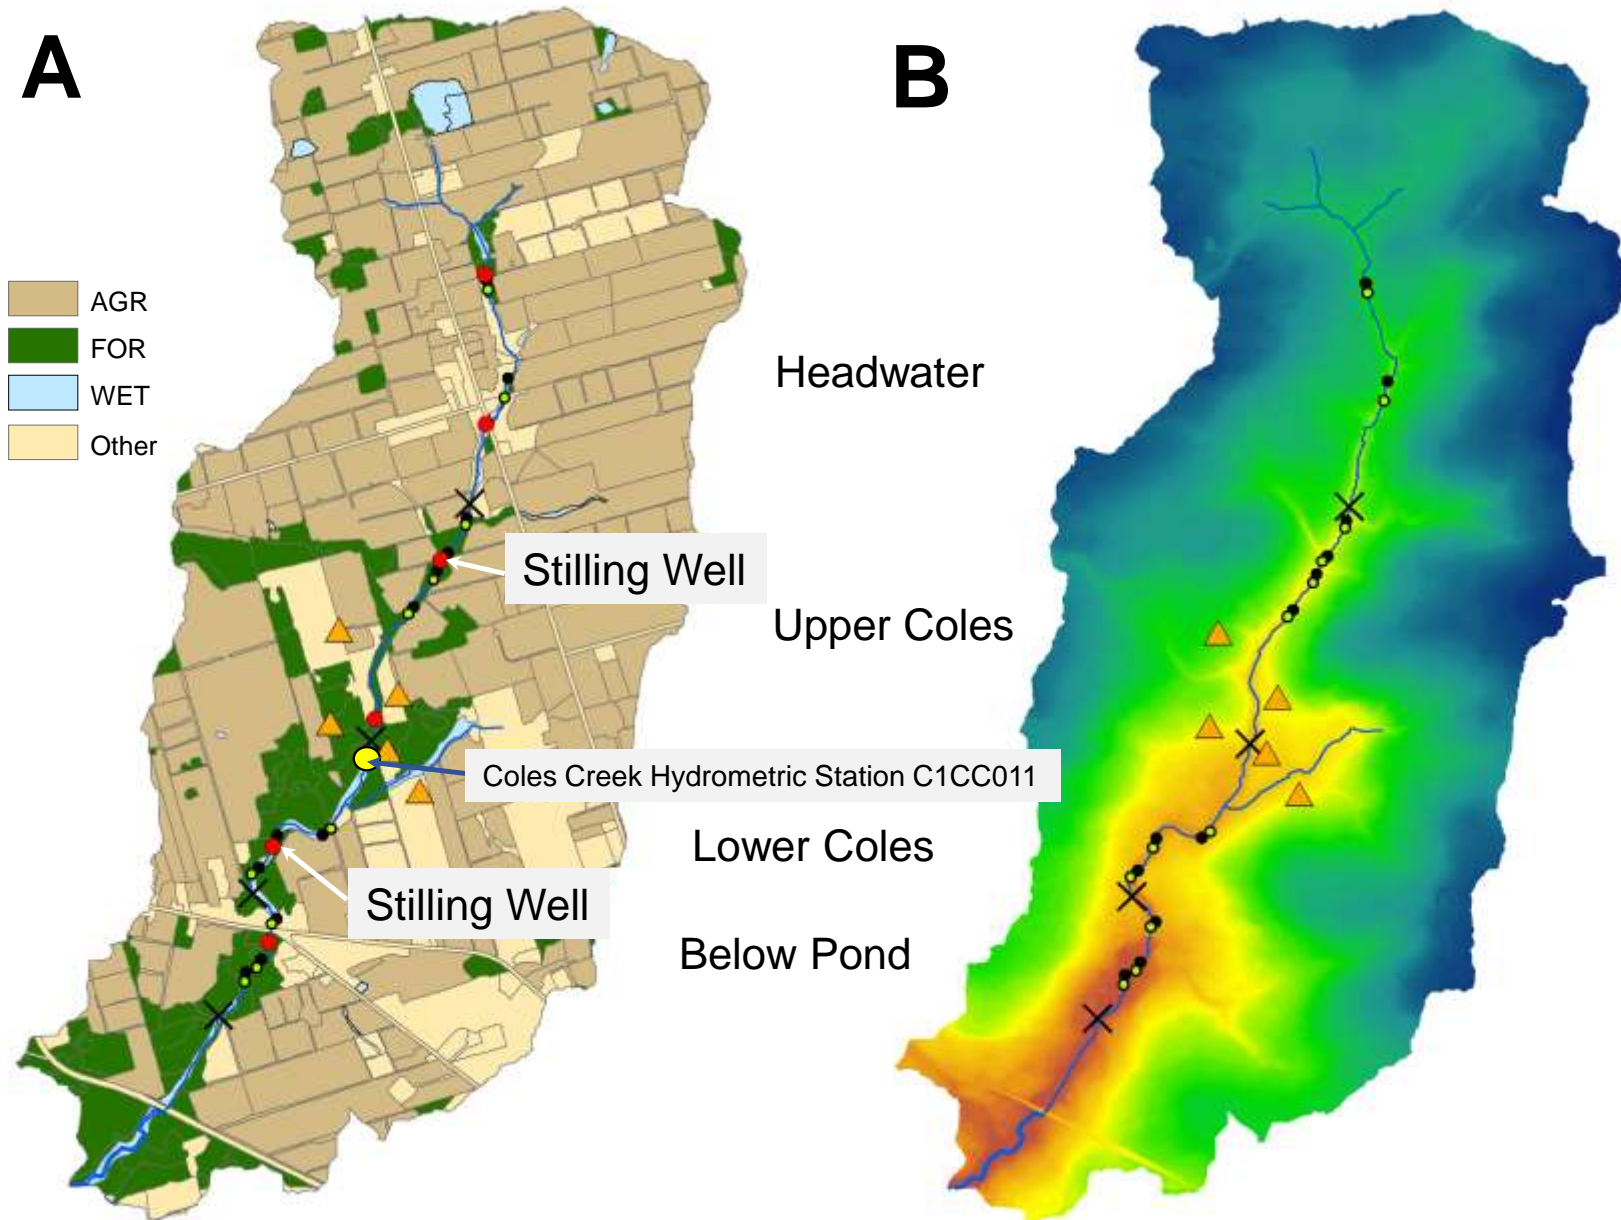 A
B
AGR
FOR
WET
Other
Headwater
Stilling Well
Upper Coles
Coles Creek Hydrometric Station C1CC011
Lower Coles
Stilling Well
Below Pond